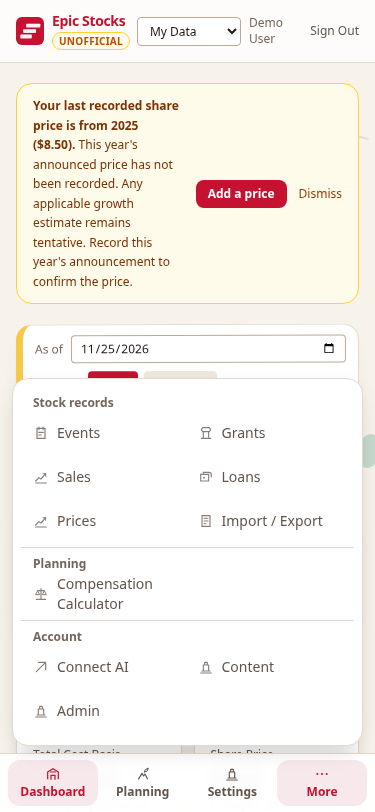 Epic Stocks
UNOFFICIAL
My Data
Demo
User
Sign Out
Your last recorded share
price is from 2025
($8.50). This year's
announced price has not
been recorded. Any
applicable growth
estimate remains
tentative. Record this
year's announcement to
confirm the price.
Add a price
Dismiss
As of
11/25/2026
Stock records
Events
Grants
Sales
Loans
Prices
Import / Export
Planning
Compensation
Calculator
Account
Connect AI
Content
Admin
Total Cost Basis
Share Price
Dashboard
Planning
Settings
More